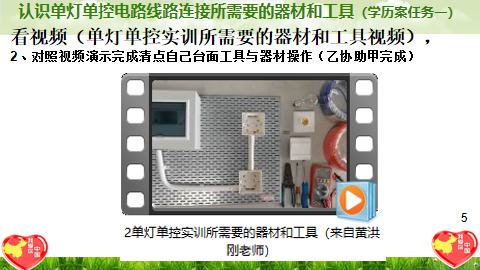 认识单灯单控电路线路连接所需要的器材和工具（学历案任务一）
看视频（单灯单控实训所需要的器材和工具视频），
2、对照视频演示完成清点自己台面工具与器材操作（乙协助甲完成）
2单灯单控实训所需要的器材和工具（来自黄洪
刚老师）
5